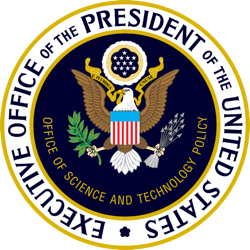 EXECUTIVE OFFICE OF THE PRESIDENT OF THE UNITED STATES
OFFICE OF SCIENCE AND TECHNOLOGY POLICY